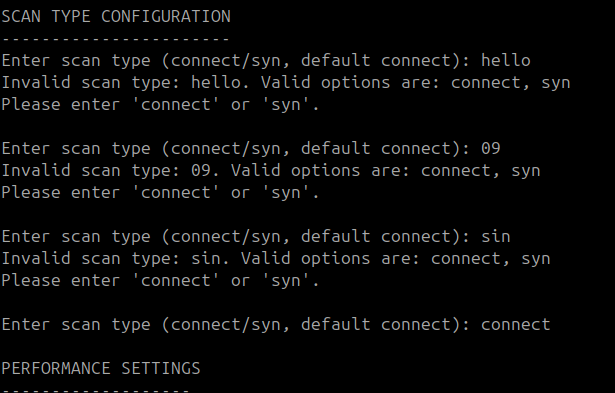 SCAN TYPE CONFIGURATION
-----------------------
Enter scan type (connect/syn, default connect): hello
Invalid scan type: hello. Valid options are: connect, syn
Please enter 'connect' or 'syn'.
Enter scan type (connect/syn, default connect): 09
Invalid scan type: 09. Valid options are: connect, syn
Please enter 'connect' or 'syn'.
Enter scan type (connect/syn, default connect): sin
Invalid scan type: sin. Valid options are: connect, syn
Please enter 'connect' or 'syn'.
Enter scan type (connect/syn, default connect): connect
PERFORMANCE SETTINGS
-------------------